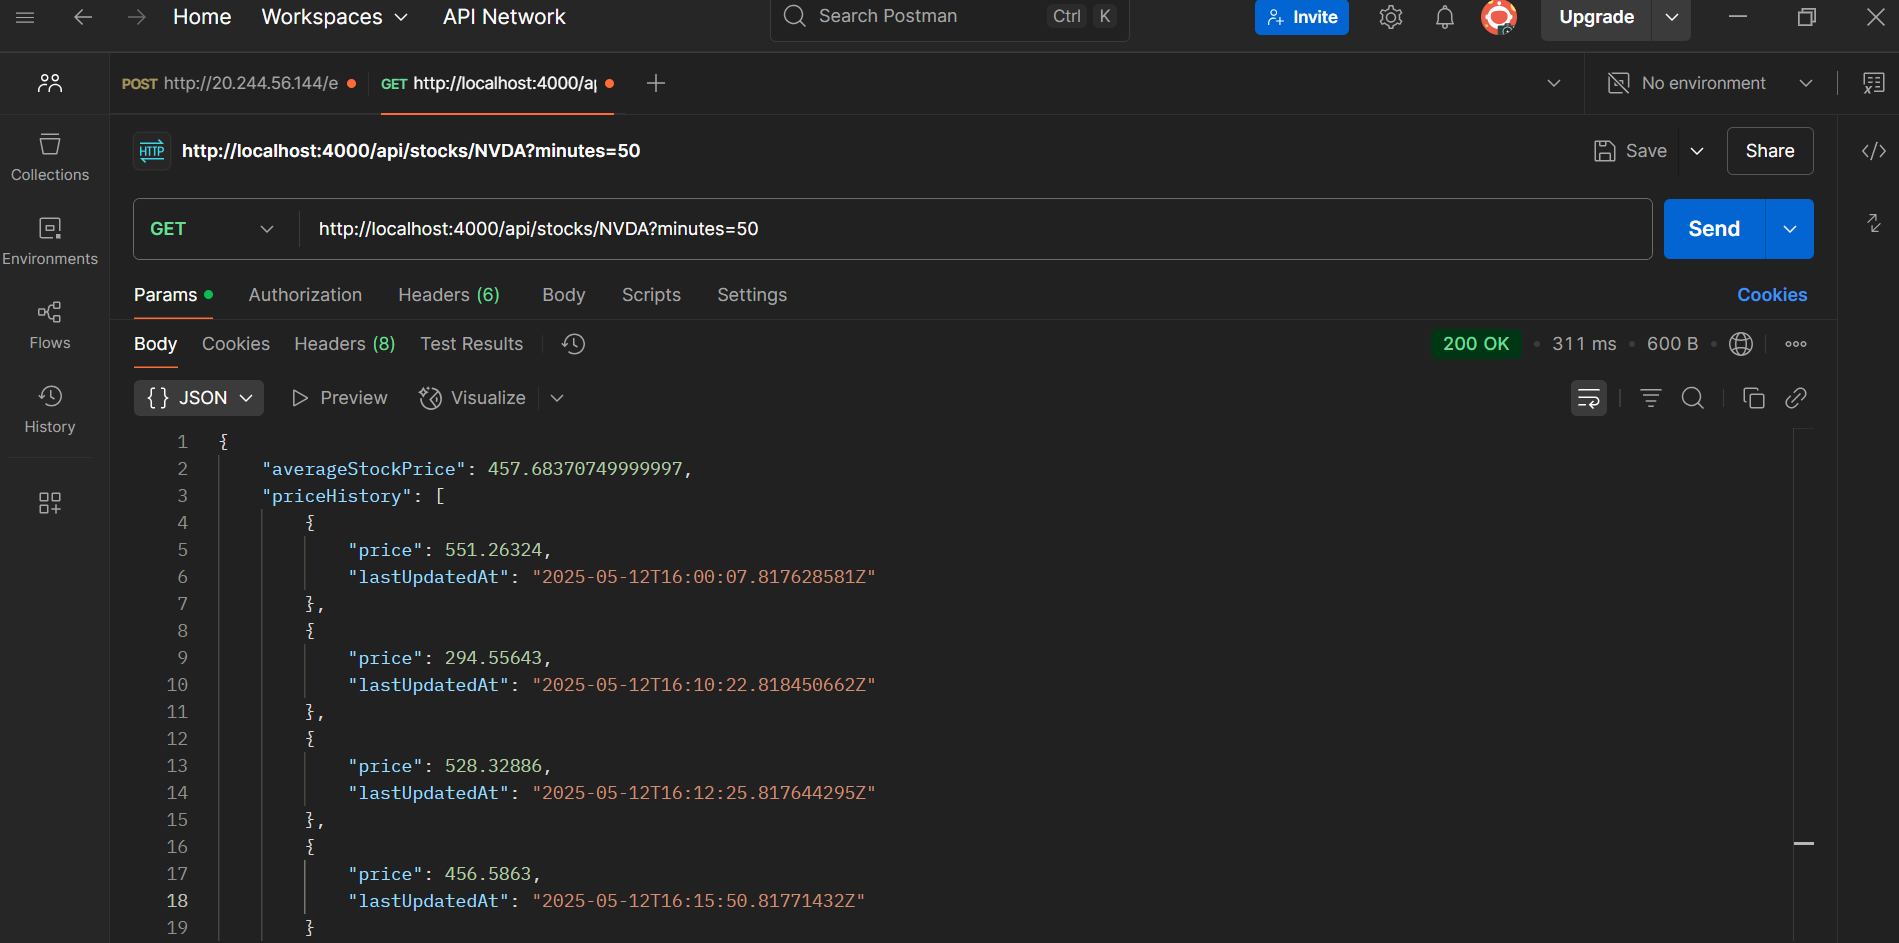 Home Workspaces API Network Search Postman Ctrl K Invite Upgrade
POST http://20.244.56.144/e GET http://localhost:4000/ap No environment
http://localhost:4000/api/stocks/NVDA?minutes=50 Save Share
HTTP
Collections
GET http://localhost:4000/api/stocks/NVDA?minutes=50 Send
Environments
Params Authorization Headers (6) Body Scripts Settings Cookies
Flows
Body Cookies Headers (8) Test Results 200 OK • 311 ms • 600 B
{} JSON Preview Visualize
History
1 {
2 "averageStockPrice": 457.68370749999997,
3 "priceHistory": [
4 {
5 "price": 551.26324,
6 "lastUpdatedAt": "2025-05-12T16:00:07.817628581Z"
7 },
8 {
9 "price": 294.55643,
10 "lastUpdatedAt": "2025-05-12T16:10:22.818450662Z"
11 },
12 {
13 "price": 528.32886,
14 "lastUpdatedAt": "2025-05-12T16:12:25.817644295Z"
15 },
16 {
17 "price": 456.5863,
18 "lastUpdatedAt": "2025-05-12T16:15:50.81771432Z"
19 }